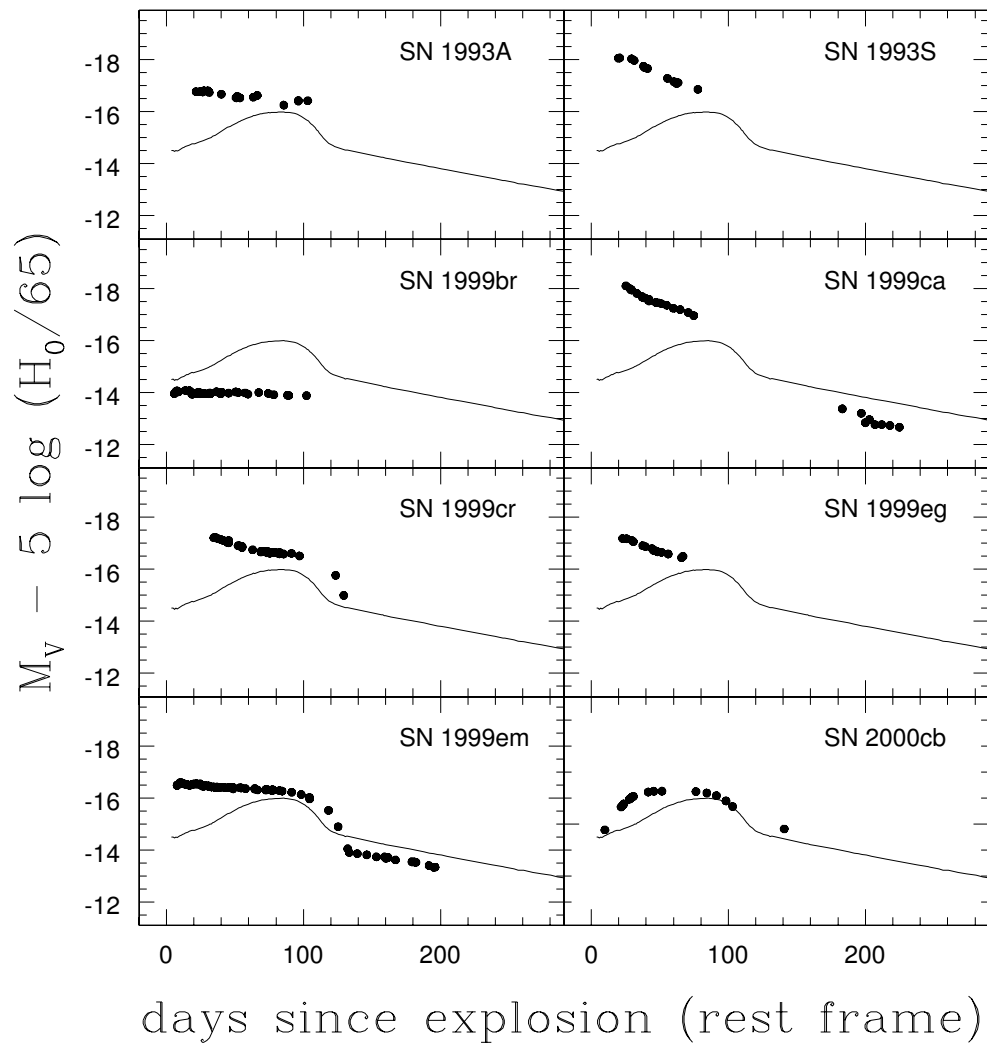 SN 1993A
SN 1993S
-18
-16
-14
-12
SN 1999br
SN 1999ca
-18
-16
-14
-12
SN 1999cr
SN 1999eg
-18
-16
-14
-12
SN 1999em
SN 2000cb
-18
-16
-14
-12
0 100 200 0 100 200
M_V − 5 log (H_0/65)
days since explosion (rest frame)